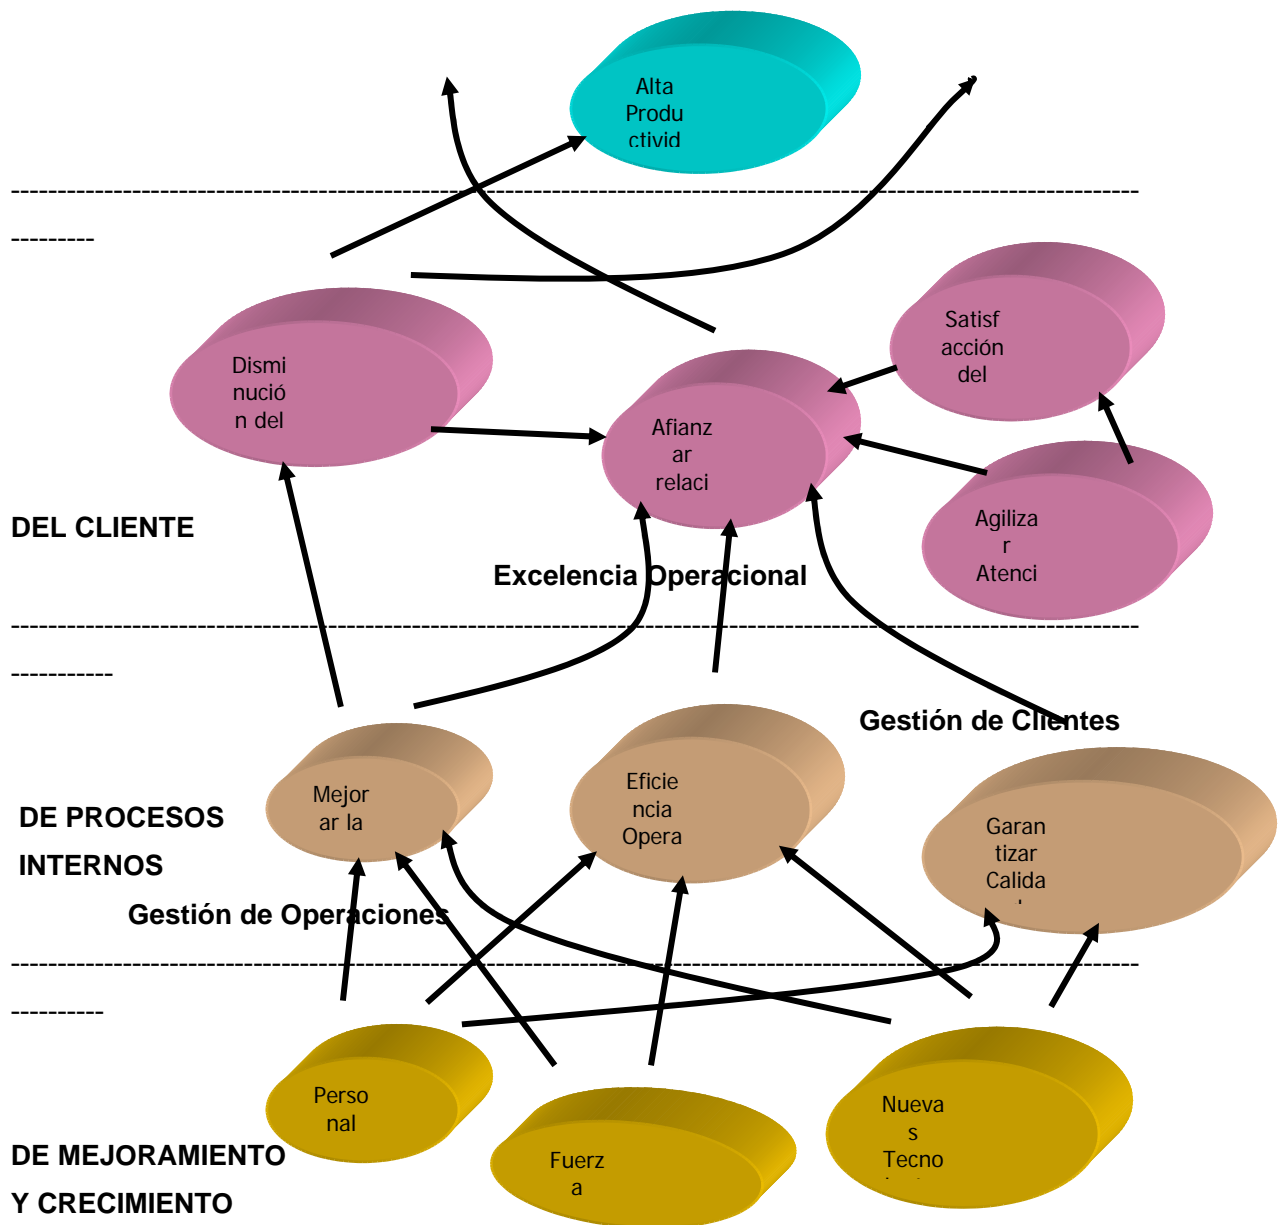 Alta
Produ
ctivid
Dismi
nució
n del
Afianz
ar
relaci
Satisf
acción
del
Agiliza
r
Atenci
DEL CLIENTE
Excelencia Operacional
Gestión de Clientes
Mejor
ar la
Eficie
ncia
Opera
Garan
tizar
Calida
DE PROCESOS
INTERNOS
Gestión de Operaciones
Perso
nal
Fuerz
a
Nueva
s
Tecno
DE MEJORAMIENTO
Y CRECIMIENTO